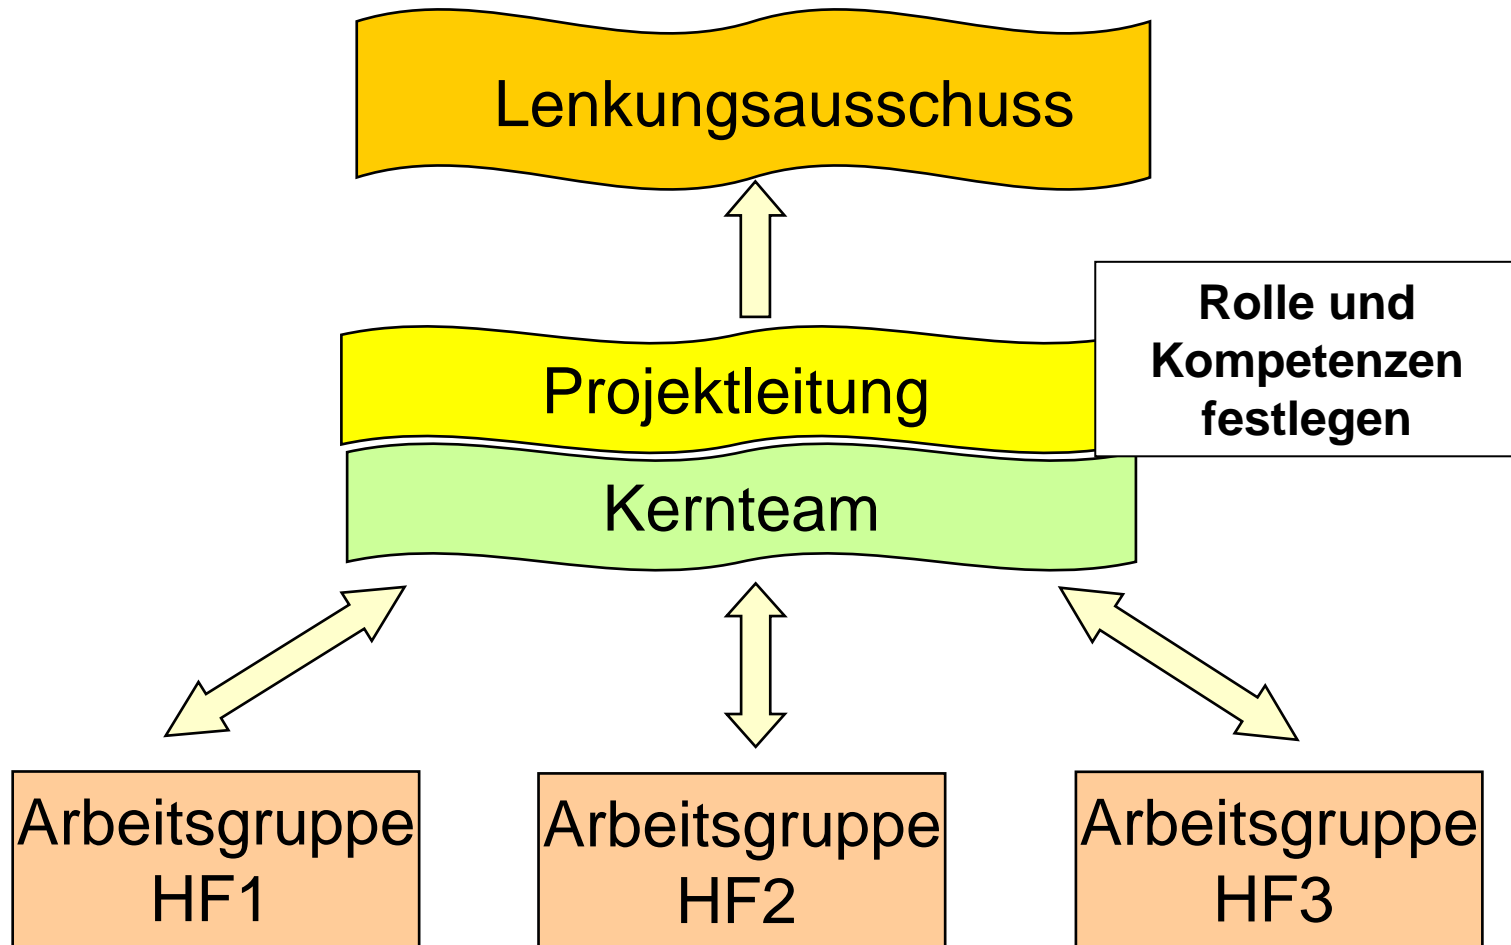 Lenkungsausschuss
Rolle und
Kompetenzen
festlegen
Projektleitung
Kernteam
Arbeitsgruppe
HF1
Arbeitsgruppe
HF2
Arbeitsgruppe
HF3